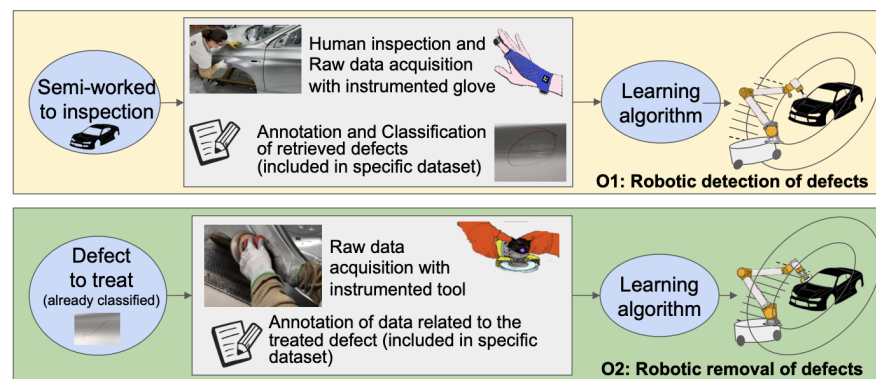 Semi-worked
to inspection
Human inspection and
Raw data acquisition
with instrumented glove
Annotation and Classification
of retrieved defects
(included in specific dataset)
Learning
algorithm
O1: Robotic detection of defects
Defect
to treat
(already classified)
Raw data
acquisition with
instrumented tool
Annotation of data related to the
treated defect (included in specific
dataset)
Learning
algorithm
O2: Robotic removal of defects